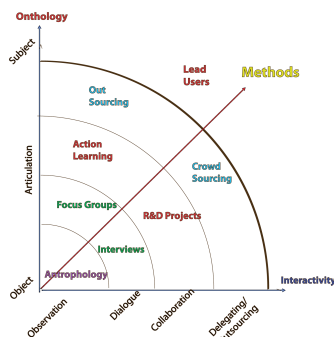 Onthology
Subject
Lead
Users
Methods
Out
Sourcing
Action
Learning
Crowd
Sourcing
Articulation
Focus Groups
R&D Projects
Interviews
Antrophology
Object
Interactivity
Observation
Dialogue
Collaboration
Delegating/
outsourcing